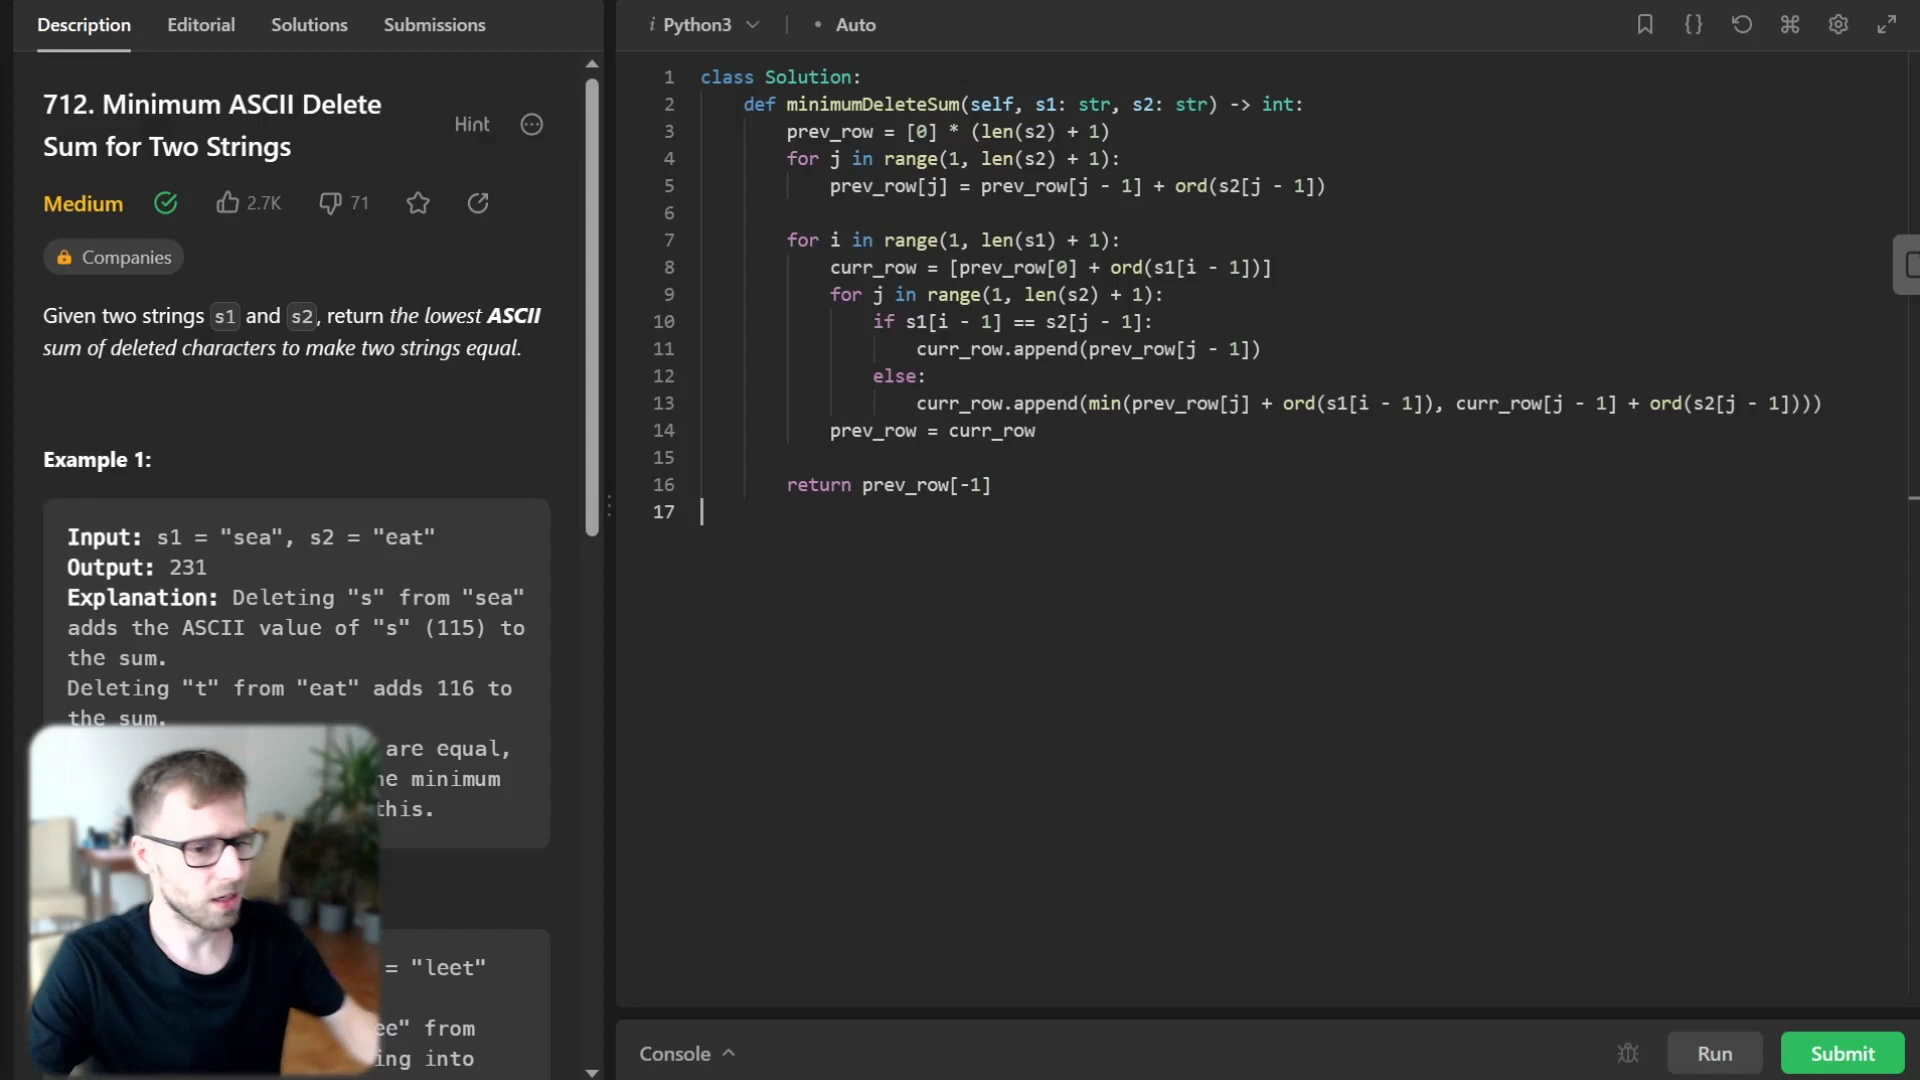 Description Editorial Solutions Submissions
712. Minimum ASCII Delete
Sum for Two Strings
Hint
Medium 2.7K 71
Companies
Given two strings s1 and s2, return the lowest ASCII
sum of deleted characters to make two strings equal.
Example 1:
Input: s1 = "sea", s2 = "eat"
Output: 231
Explanation: Deleting "s" from "sea"
adds the ASCII value of "s" (115) to
the sum.
Deleting "t" from "eat" adds 116 to
the sum.
are equal,
minimum
this.
= "leet"
from
into
i Python3 • Auto
1 class Solution:
2 def minimumDeleteSum(self, s1: str, s2: str) -> int:
3 prev_row = [0] * (len(s2) + 1)
4 for j in range(1, len(s2) + 1):
5 prev_row[j] = prev_row[j - 1] + ord(s2[j - 1])
6
7 for i in range(1, len(s1) + 1):
8 curr_row = [prev_row[0] + ord(s1[i - 1])]
9 for j in range(1, len(s2) + 1):
10 if s1[i - 1] == s2[j - 1]:
11 curr_row.append(prev_row[j - 1])
12 else:
13 curr_row.append(min(prev_row[j] + ord(s1[i - 1]), curr_row[j - 1] + ord(s2[j - 1])))
14 prev_row = curr_row
15
16 return prev_row[-1]
17
Console Run Submit